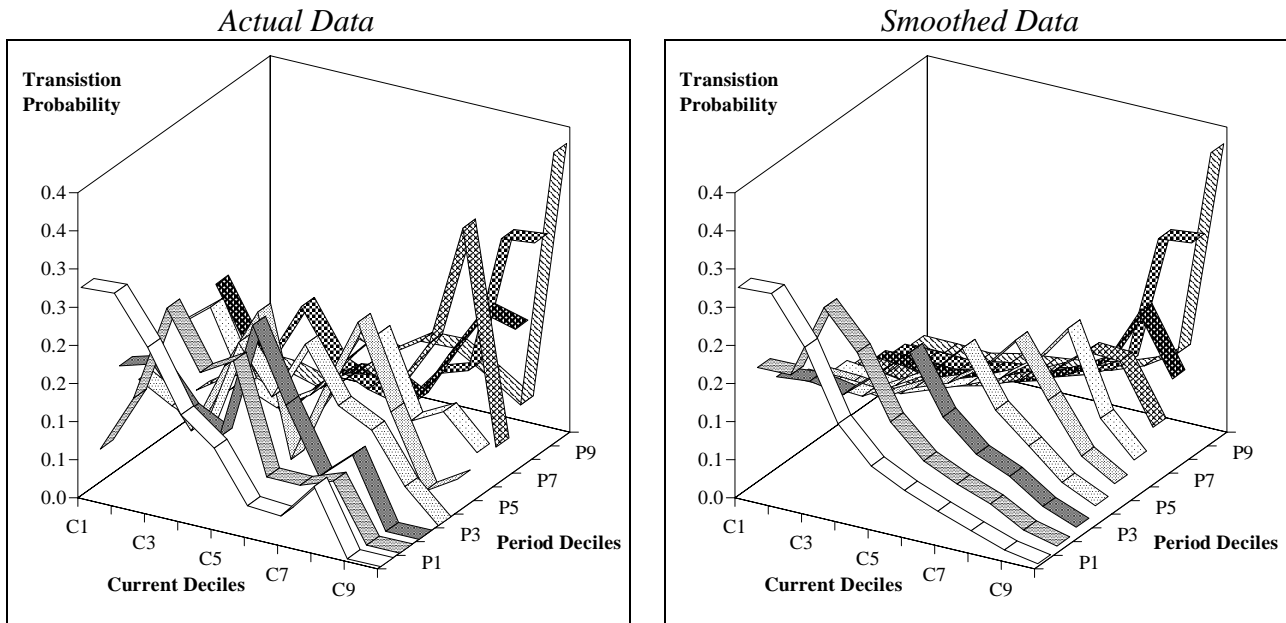 Actual Data
Transistion
Probability
0.4
0.4
0.3
0.3
0.2
0.2
0.1
0.1
0.0
C1
C3
C5
C7
C9
Current Deciles
P1
P3
P5
P7
P9
Period Deciles
Smoothed Data
Transistion
Probability
0.4
0.4
0.3
0.3
0.2
0.2
0.1
0.1
0.0
C1
C3
C5
C7
C9
Current Deciles
P1
P3
P5
P7
P9
Period Deciles